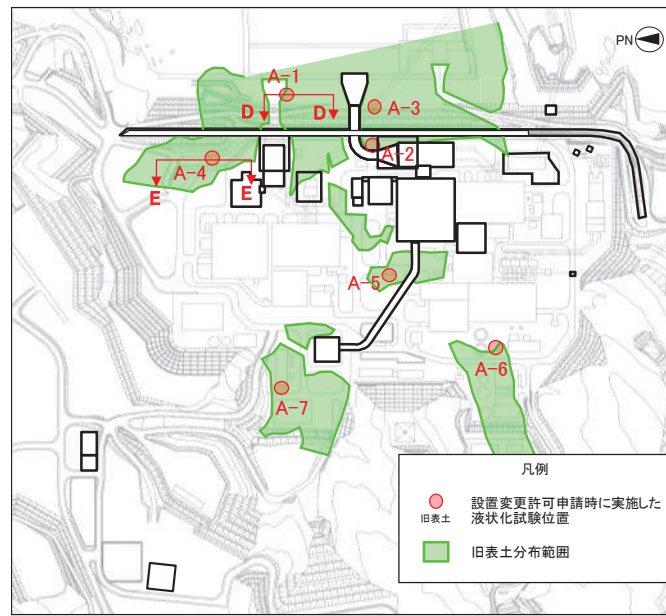 PN
A-1
D
D
A-3
A-2
A-4
E
E
A-5
A-6
A-7
凡例
設置変更許可申請時に実施した
旧表土 液状化試験位置
旧表土分布範囲